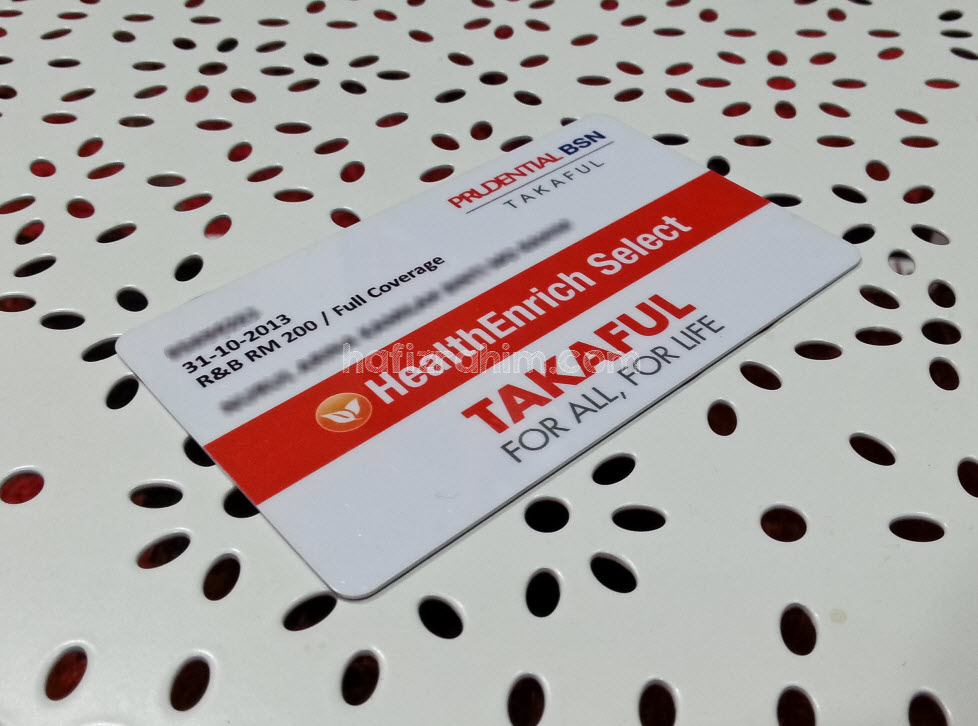 PRUDENTIAL BSN
TAKAFUL
31-10-2013
R&B RM 200 / Full Coverage
HealthEnrich Select
TAKAFUL
FOR ALL, FOR LIFE
hafizrahim.com